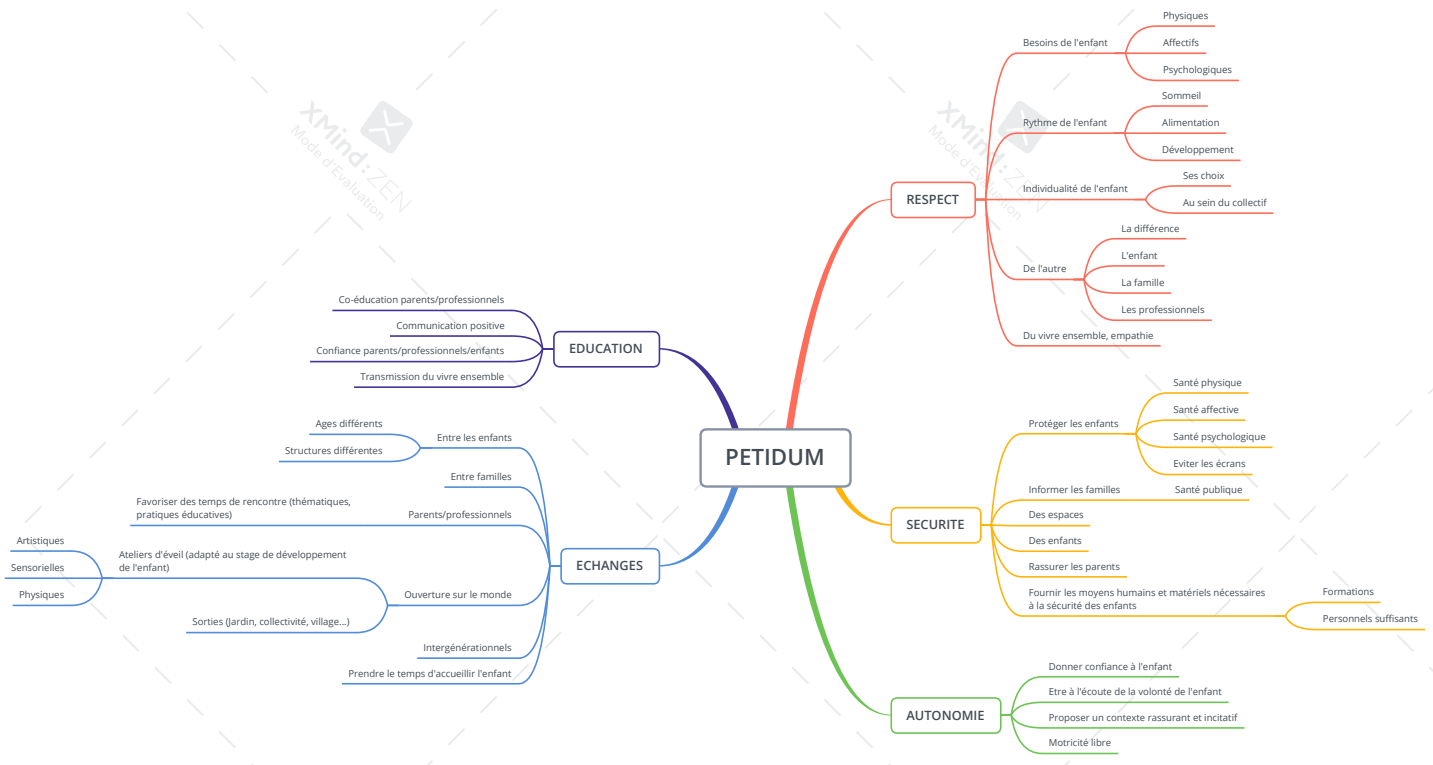 PETIDUM
RESPECT
Besoins de l'enfant
Physiques
Affectifs
Psychologiques
Rythme de l'enfant
Sommeil
Alimentation
Développement
Individualité de l'enfant
Ses choix
Au sein du collectif
De l'autre
La différence
L'enfant
La famille
Les professionnels
Du vivre ensemble, empathie
SECURITE
Protéger les enfants
Santé physique
Santé affective
Santé psychologique
Eviter les écrans
Informer les familles
Santé publique
Des espaces
Des enfants
Rassurer les parents
Fournir les moyens humains et matériels nécessaires
à la sécurité des enfants
Formations
Personnels suffisants
AUTONOMIE
Donner confiance à l'enfant
Etre à l'écoute de la volonté de l'enfant
Proposer un contexte rassurant et incitatif
Motricité libre
EDUCATION
Co-éducation parents/professionnels
Communication positive
Confiance parents/professionnels/enfants
Transmission du vivre ensemble
ECHANGES
Entre les enfants
Ages différents
Structures différentes
Entre familles
Parents/professionnels
Favoriser des temps de rencontre (thématiques,
pratiques éducatives)
Ouverture sur le monde
Ateliers d'éveil (adapté au stage de développement
de l'enfant)
Artistiques
Sensorielles
Physiques
Sorties (Jardin, collectivité, village...)
Intergénérationnels
Prendre le temps d'accueillir l'enfant
XMind:ZEN
Mode d'Evaluation
XMind:ZEN
Mode d'Evaluation